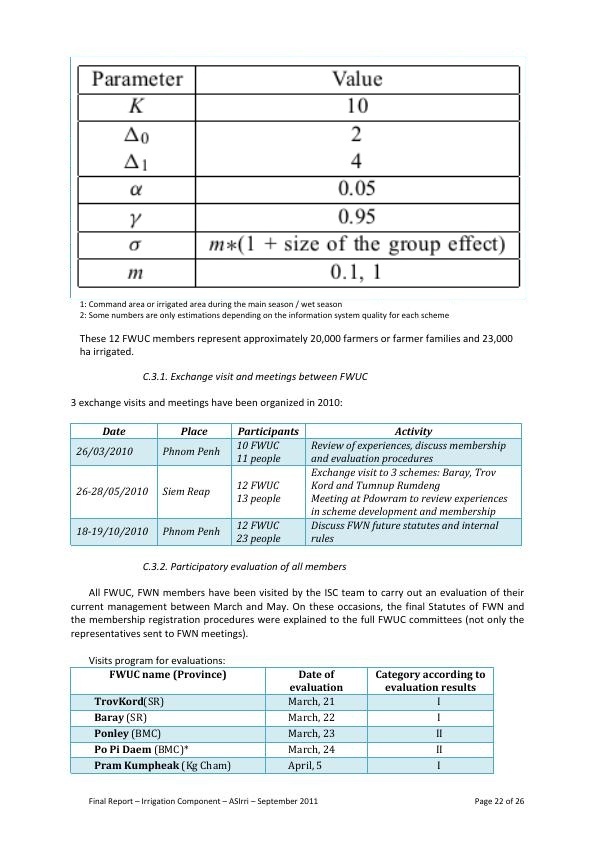 Parameter Value
K 10
Δ0 2
Δ1 4
α 0.05
γ 0.95
σ m*(1 + size of the group effect)
m 0.1, 1
1: Command area or irrigated area during the main season / wet season
2: Some numbers are only estimations depending on the information system quality for each scheme
These 12 FWUC members represent approximately 20,000 farmers or farmer families and 23,000
ha irrigated.
C.3.1. Exchange visit and meetings between FWUC
3 exchange visits and meetings have been organized in 2010:
Date Place Participants Activity
26/03/2010 Phnom Penh 10 FWUC Review of experiences, discuss membership
11 people and evaluation procedures
Exchange visit to 3 schemes: Baray, Trov
26-28/05/2010 Siem Reap 12 FWUC Kord and Tumnup Rumdeng
13 people Meeting at Pdowram to review experiences
in scheme development and membership
18-19/10/2010 Phnom Penh 12 FWUC Discuss FWN future statutes and internal
23 people rules
C.3.2. Participatory evaluation of all members
All FWUC, FWN members have been visited by the ISC team to carry out an evaluation of their
current management between March and May. On these occasions, the final Statutes of FWN and
the membership registration procedures were explained to the full FWUC committees (not only the
representatives sent to FWN meetings).
Visits program for evaluations:
FWUC name (Province) Date of Category according to
evaluation evaluation results
TrovKord(SR) March, 21 I
Baray (SR) March, 22 I
Ponley (BMC) March, 23 II
Po Pi Daem (BMC)* March, 24 II
Pram Kumpheak (Kg Cham) April, 5 I
Final Report – Irrigation Component – ASIrri – September 2011 Page 22 of 26